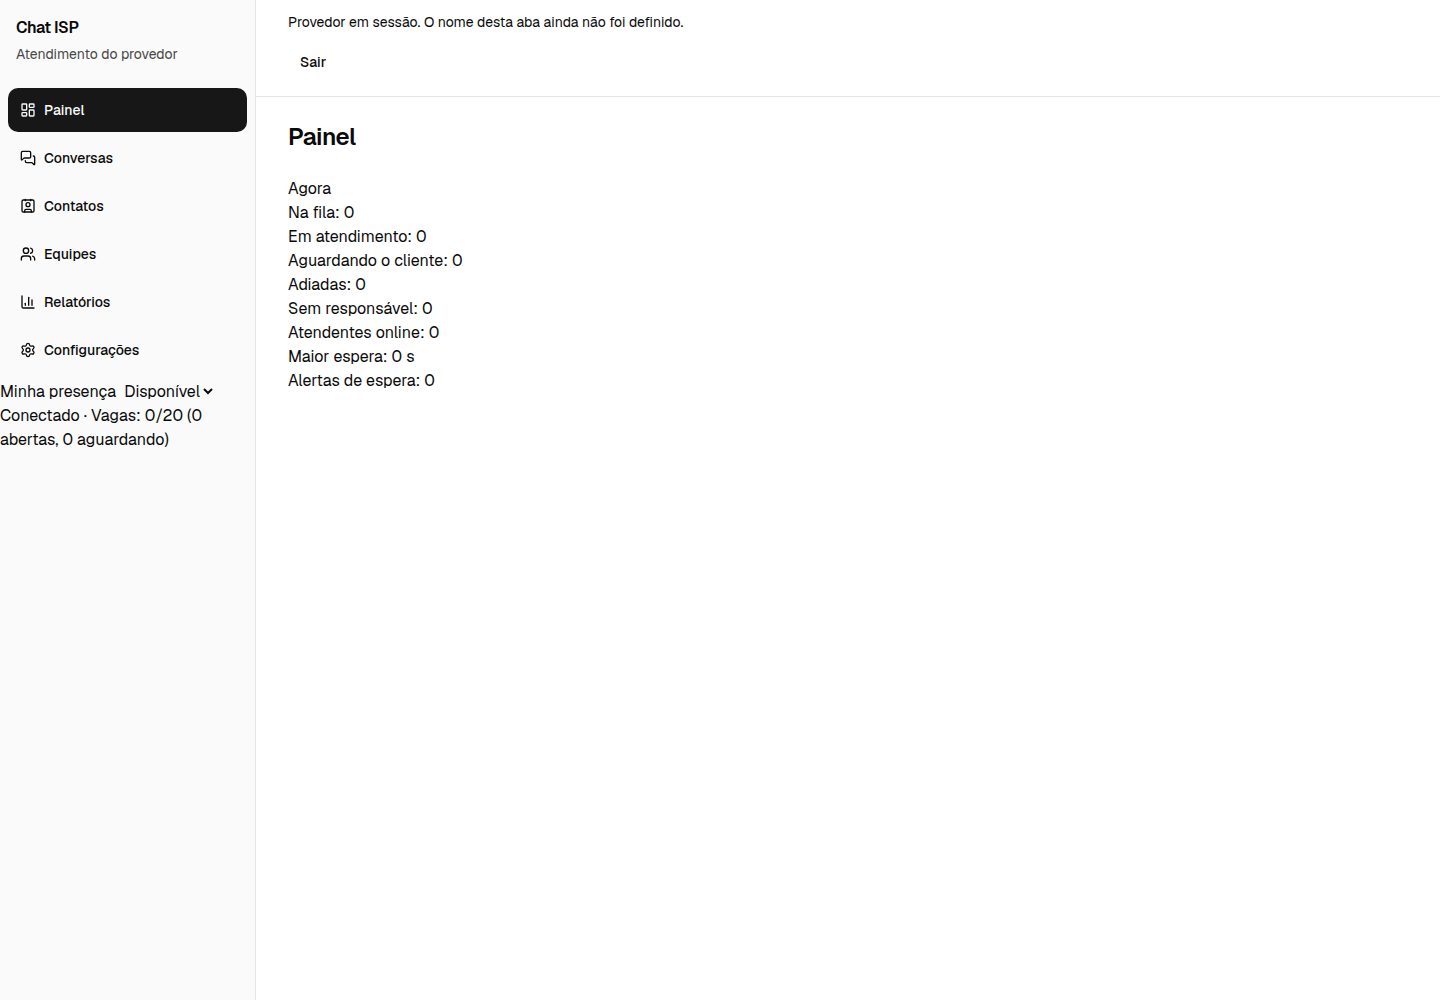 Chat ISP
Atendimento do provedor
Painel
Conversas
Contatos
Equipes
Relatórios
Configurações
Minha presença Disponível
Conectado · Vagas: 0/20 (0
abertas, 0 aguardando)
Provedor em sessão. O nome desta aba ainda não foi definido.
Sair
Painel
Agora
Na fila: 0
Em atendimento: 0
Aguardando o cliente: 0
Adiadas: 0
Sem responsável: 0
Atendentes online: 0
Maior espera: 0 s
Alertas de espera: 0